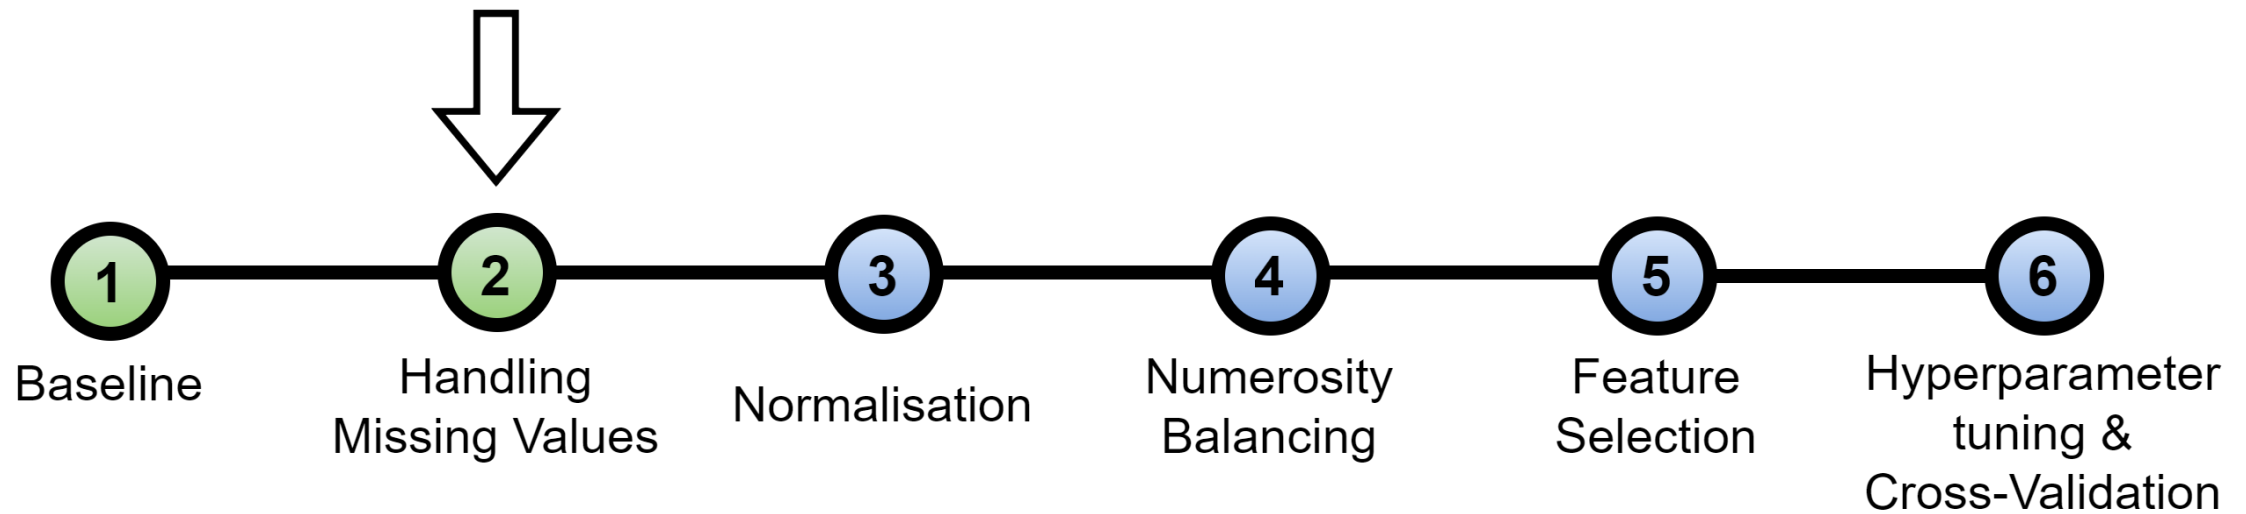 1
2
3
4
5
6
Baseline
Handling
Missing Values
Normalisation
Numerosity
Balancing
Feature
Selection
Hyperparameter
tuning &
Cross-Validation